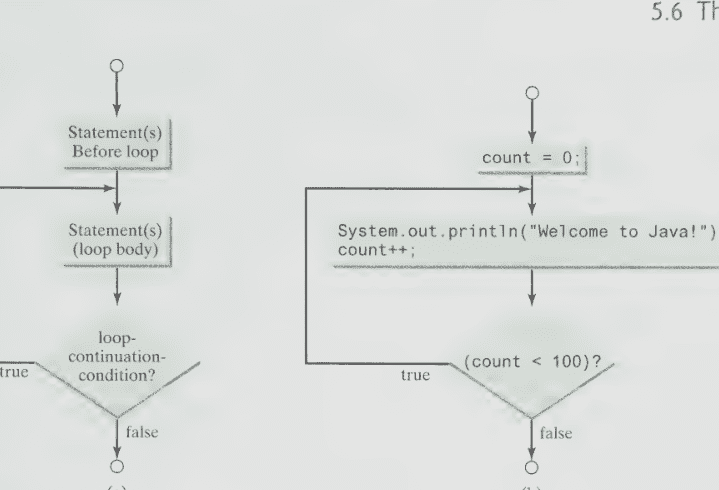 5.6
Statement(s)
Before loop
Statement(s)
(loop body)
loop-
continuation-
condition?
true
false
count = 0;
System.out.println("Welcome to Java!")
count++;
(count < 100)?
true
false